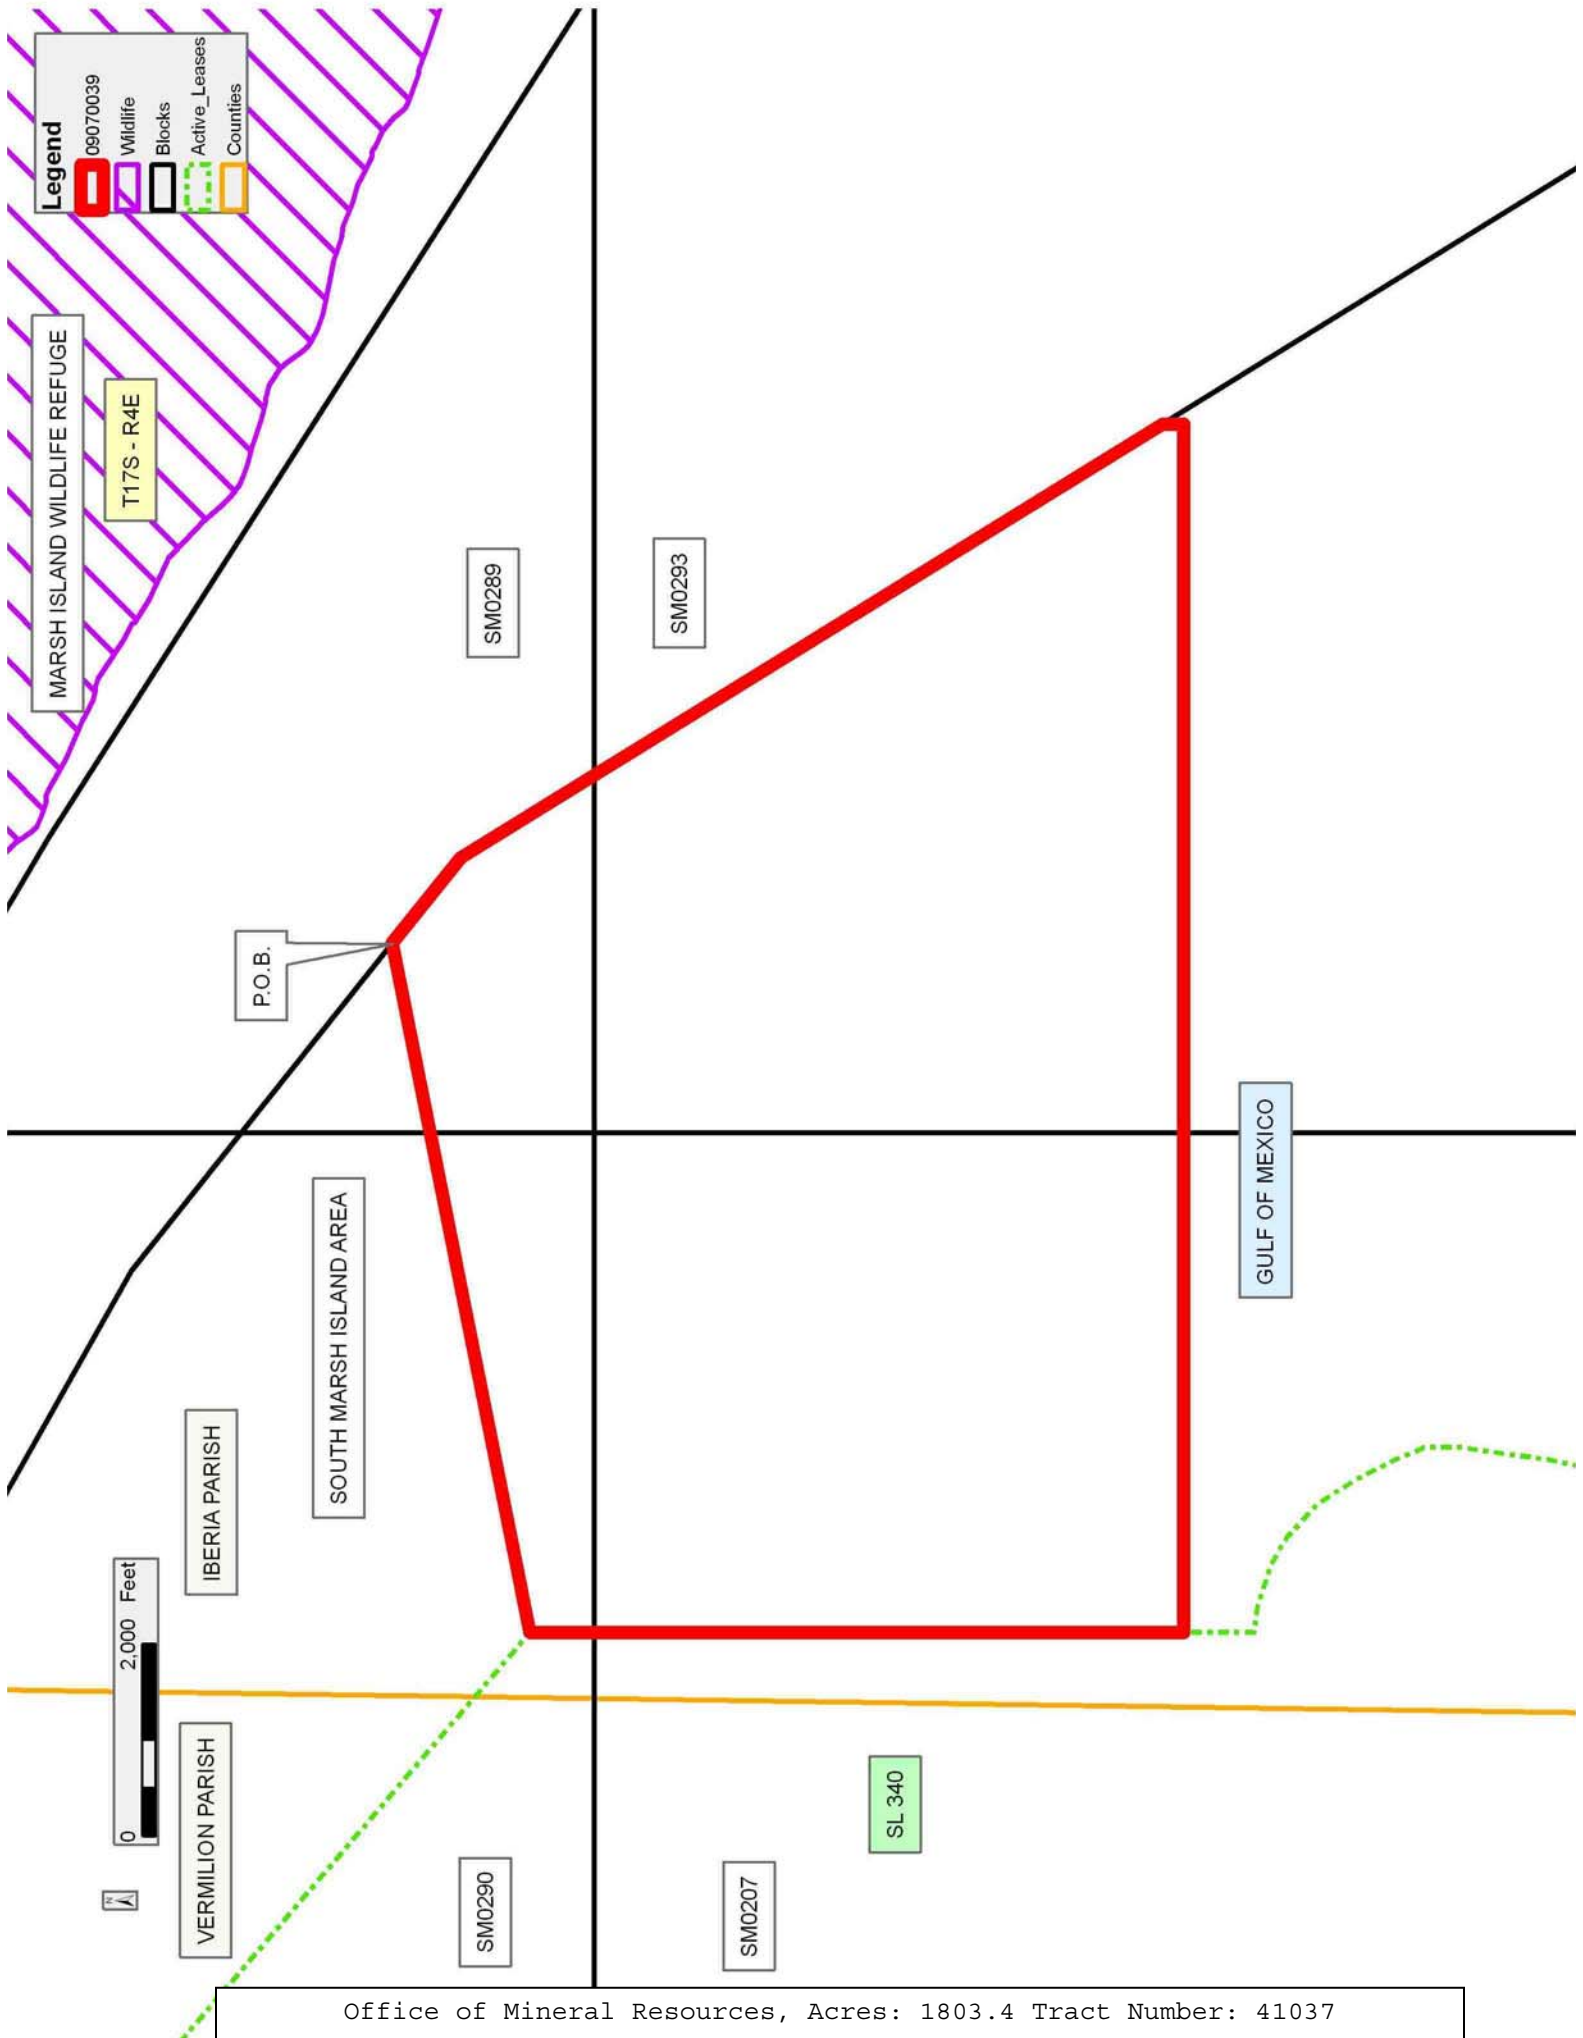 Legend
09070039
Wildlife
Blocks
Active_Leases
Counties
MARSH ISLAND WILDLIFE REFUGE
T17S - R4E
SM0289
SM0293
P.O.B.
SOUTH MARSH ISLAND AREA
IBERIA PARISH
GULF OF MEXICO
0 2,000 Feet
N
VERMILION PARISH
SL 340
SM0290
SM0207
Office of Mineral Resources, Acres: 1803.4 Tract Number: 41037